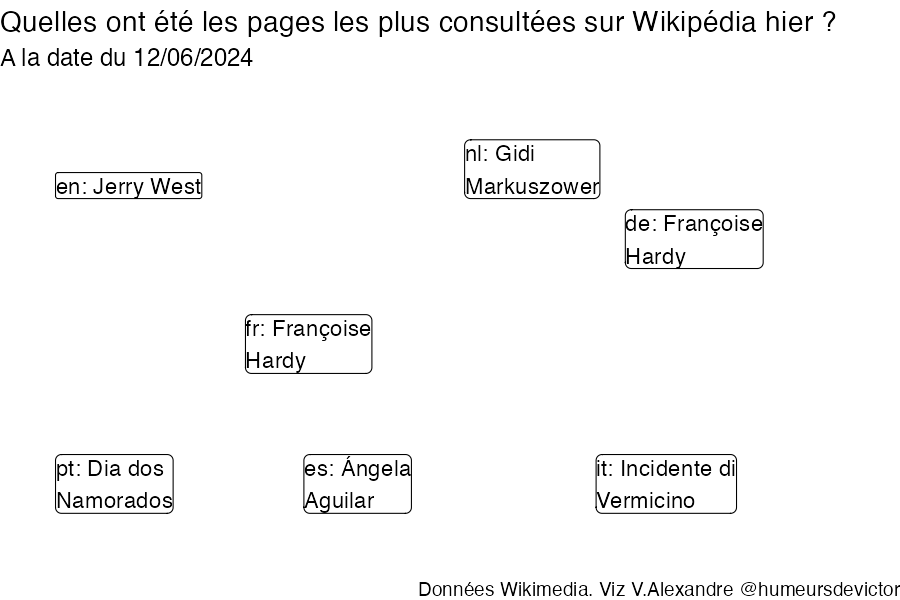 Quelles ont été les pages les plus consultées sur Wikipédia hier ?
A la date du 12/06/2024
nl: Gidi
Markuszower
en: Jerry West
de: Françoise
Hardy
fr: Françoise
Hardy
pt: Dia dos
Namorados
es: Ángela
Aguilar
it: Incidente di
Vermicino
Données Wikimedia. Viz V.Alexandre @humeursdevictor